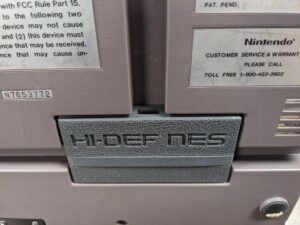 with FCC Rule Part 15.
to the following two
device may not cause
and (2) this device must
ence that may be received,
ence that may cause un-
N7853772
PAT. PEND.
Nintendo
CUSTOMER SERVICE & WARRANTY
PLEASE CALL
TOLL FREE 1-800-422-2602
HI-DEF NES